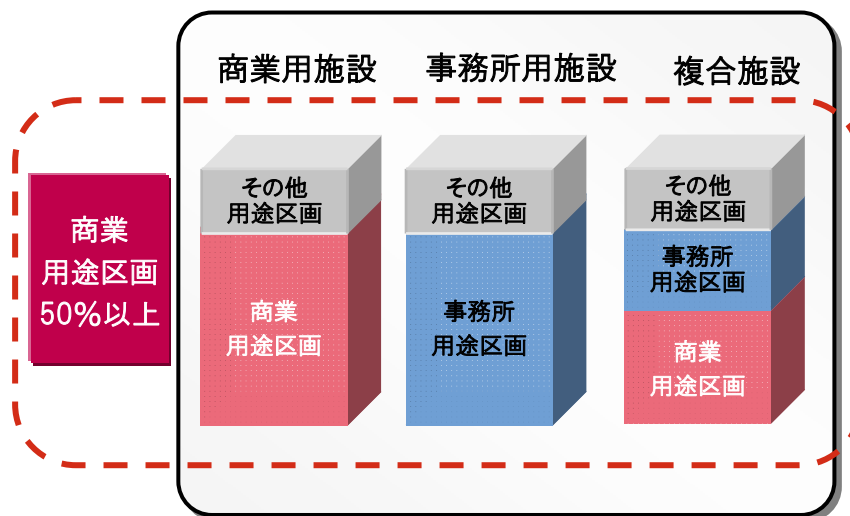 商業用施設
事務所用施設
複合施設
商業
用途区画
50%以上
その他
用途区画
商業
用途区画
その他
用途区画
事務所
用途区画
その他
用途区画
事務所
用途区画
商業
用途区画